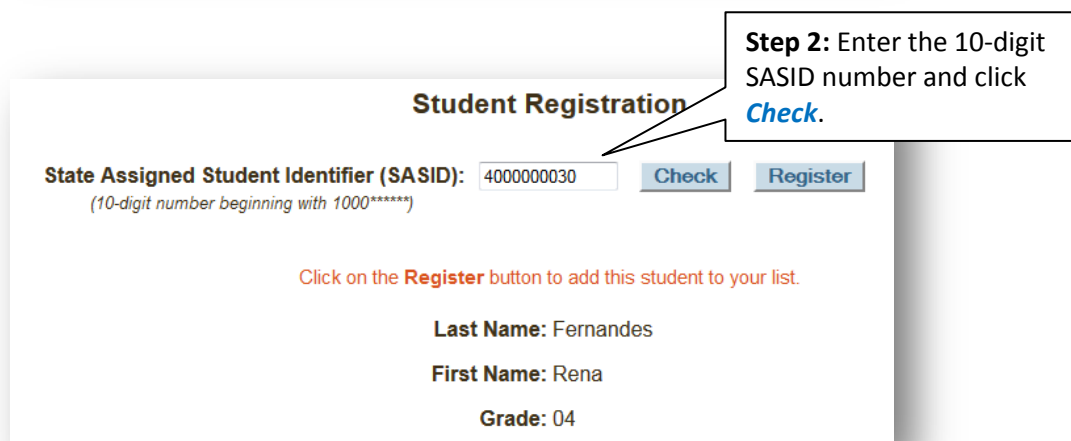 Step 2: Enter the 10-digit
SASID number and click
Check.
Student Registration
State Assigned Student Identifier (SASID): 4000000030 Check Register
(10-digit number beginning with 1000******)
Click on the Register button to add this student to your list.
Last Name: Fernandes
First Name: Rena
Grade: 04